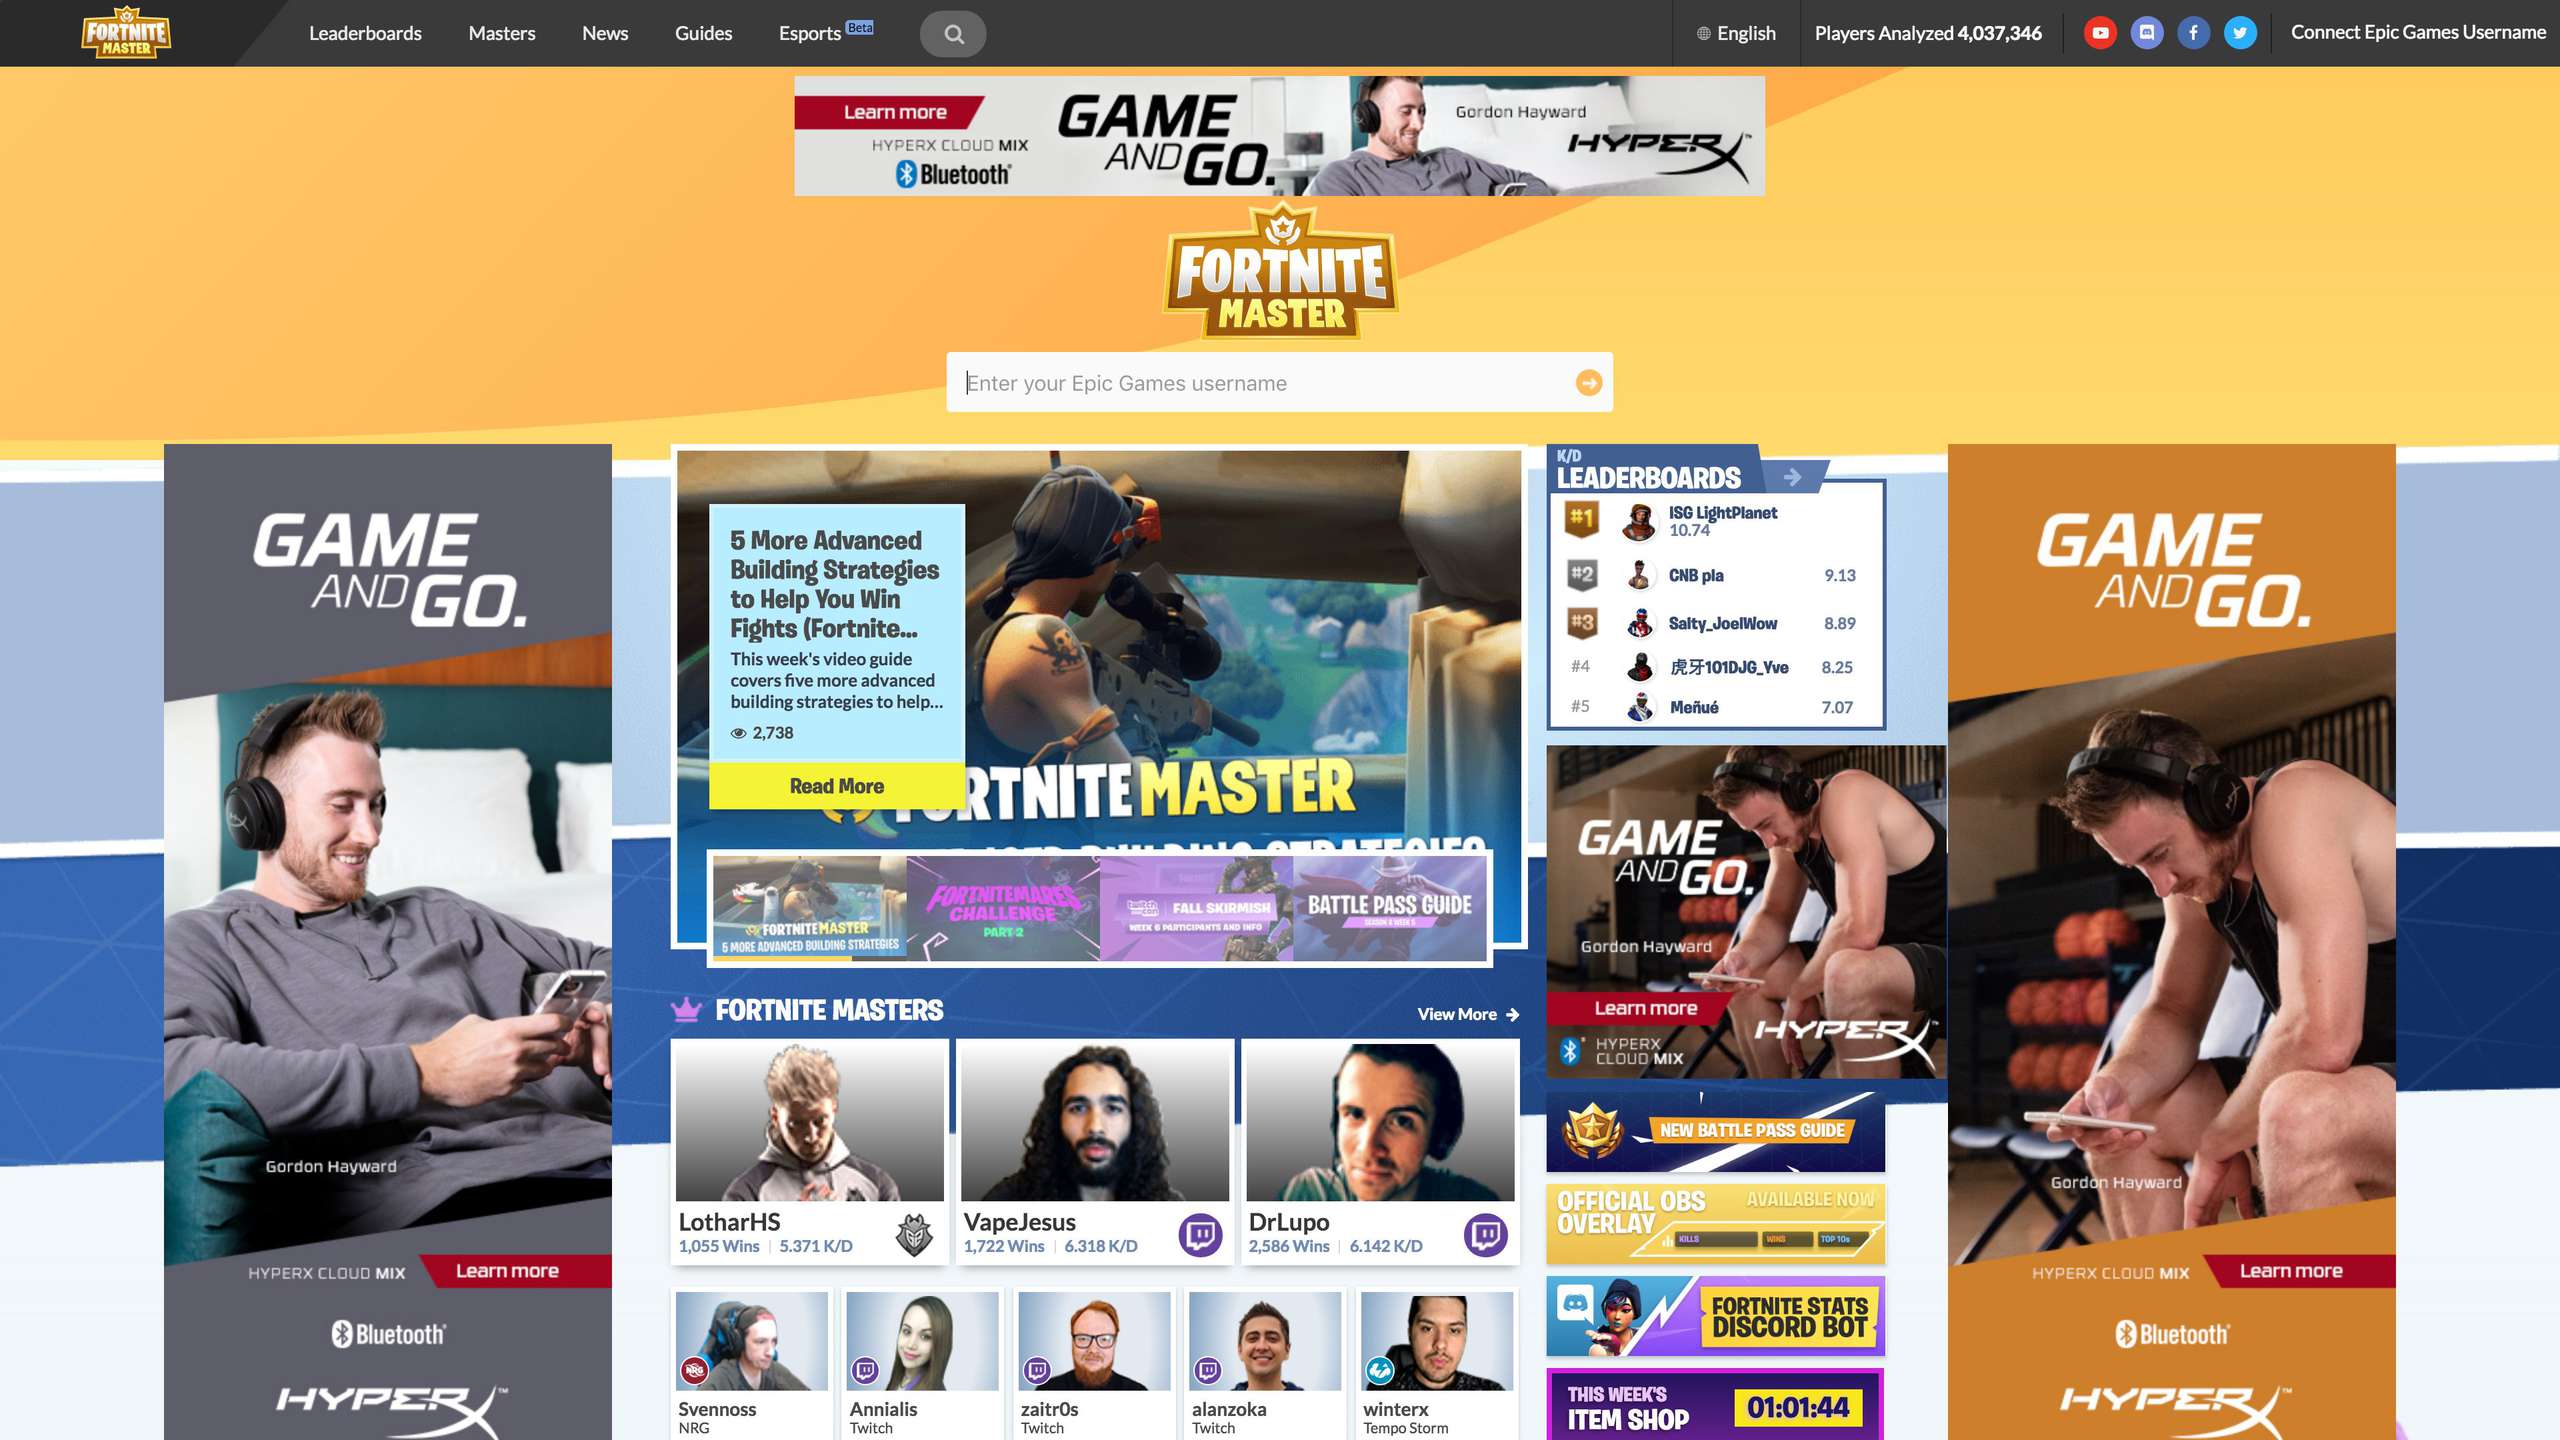 FORTNITE
MASTER
Leaderboards
Masters
News
Guides
Esports Beta
English
Players Analyzed 4,037,346
Connect Epic Games Username
Learn more
HYPERX CLOUD MIX
Bluetooth®
GAME
AND GO.
Gordon Hayward
HYPERX™
FORTNITE
MASTER
Enter your Epic Games username
GAME
AND GO.
Gordon Hayward
HYPERX CLOUD MIX
Learn more
Bluetooth®
HYPERX™
5 More Advanced
Building Strategies
to Help You Win
Fights (Fortnite...
This week's video guide
covers five more advanced
building strategies to help...
2,738
Read More
RTNITE MASTER
FORTNITE MASTER
5 MORE ADVANCED BUILDING STRATEGIES
FORTNITEMARES
CHALLENGE
PART 2
twitch con
FALL SKIRMISH
WEEK 6 PARTICIPANTS AND INFO
BATTLE PASS GUIDE
FORTNITE MASTERS
View More
LotharHS
1,055 Wins | 5.371 K/D
VapeJesus
1,722 Wins | 6.318 K/D
DrLupo
2,586 Wins | 6.142 K/D
NRG
Svennoss
NRG
Annialis
Twitch
zaitr0s
Twitch
alanzoka
Twitch
winterx
Tempo Storm
K/D
LEADERBOARDS
#1
ISG LightPlanet
10.74
#2
CNB pla
9.13
#3
Salty_JoelWow
8.89
#4
虎牙101DJG_Yve
8.25
#5
Meñué
7.07
GAME
AND GO.
Gordon Hayward
Learn more
HYPERX
CLOUD MIX
HYPERX™
NEW BATTLE PASS GUIDE
OFFICIAL OBS
OVERLAY
AVAILABLE NOW
KILLS
WINS
TOP 10s
FORTNITE STATS
DISCORD BOT
THIS WEEK'S
ITEM SHOP
01:01:44
GAME
AND GO.
Gordon Hayward
HYPERX CLOUD MIX
Learn more
Bluetooth®
HYPERX™